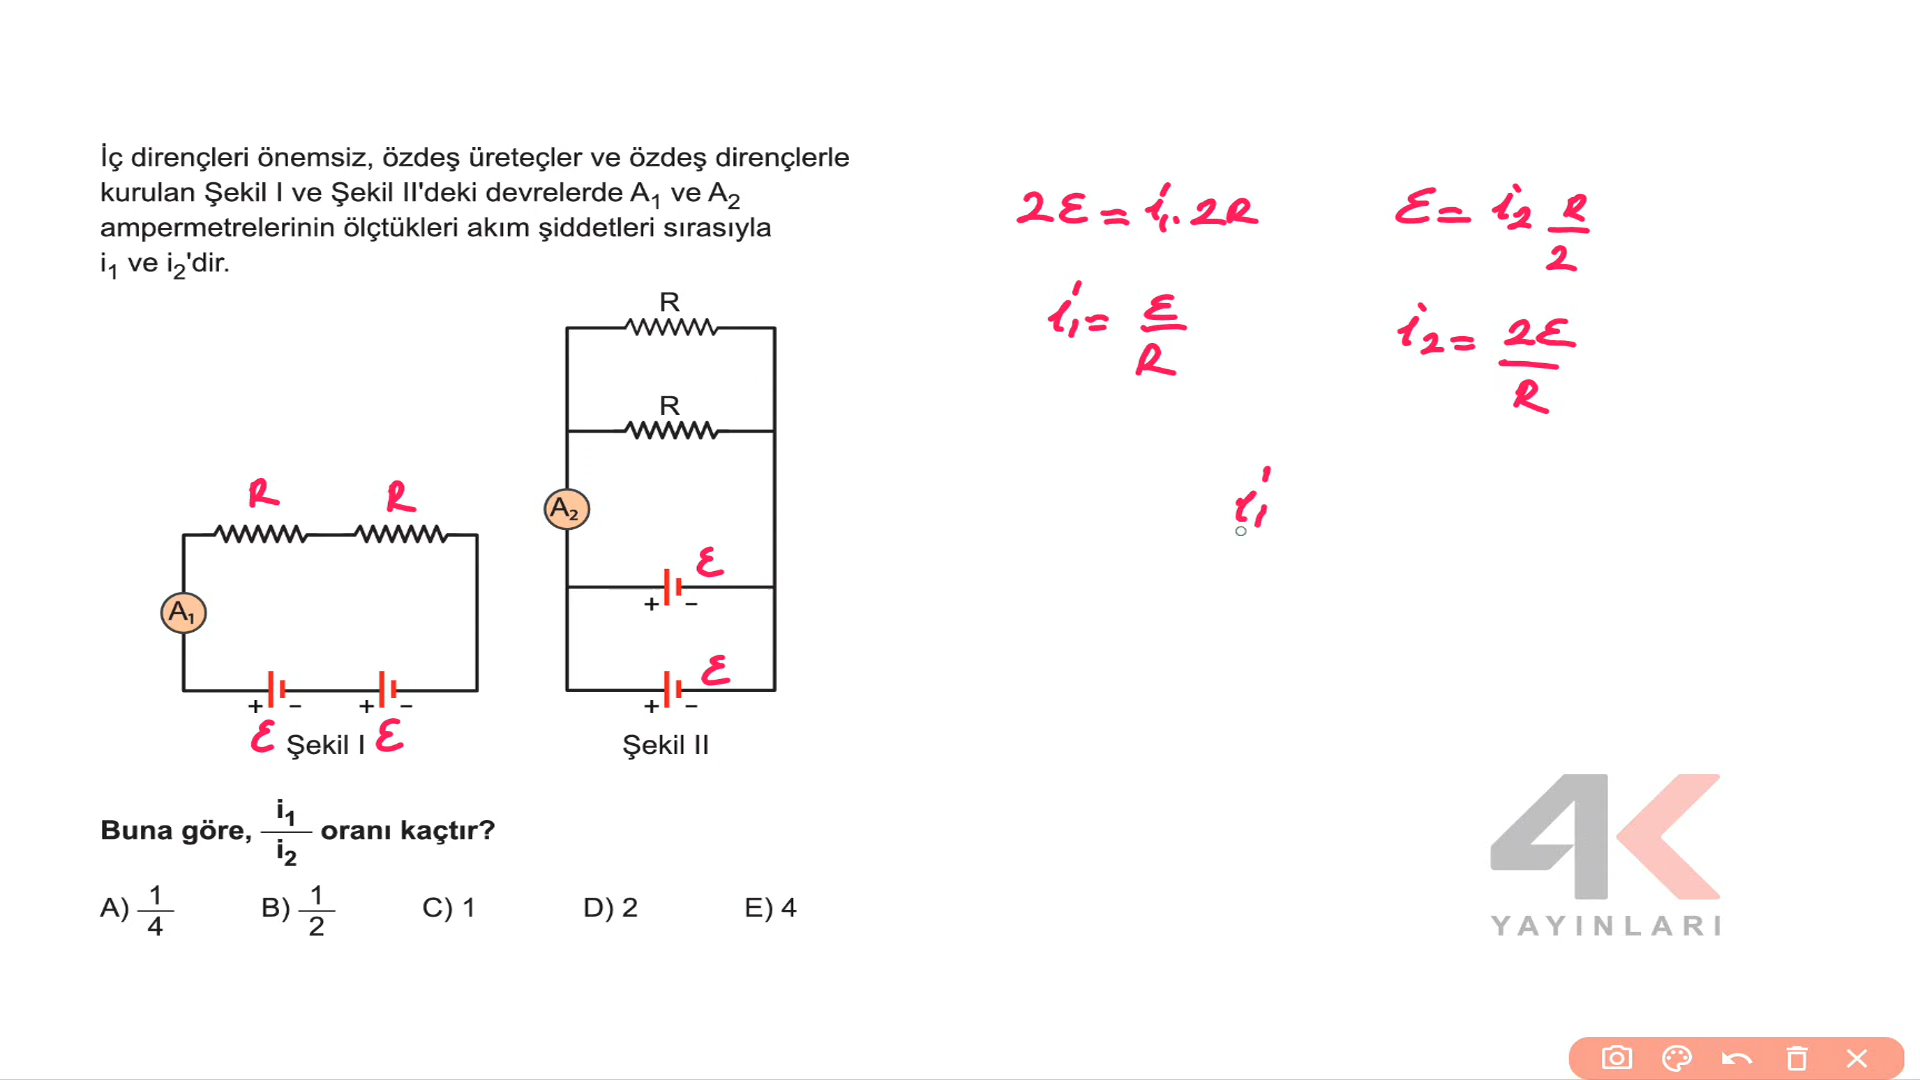 İç dirençleri önemsiz, özdeş üreteçler ve özdeş dirençlerle
kurulan Şekil I ve Şekil II'deki devrelerde A₁ ve A₂
ampermetrelerinin ölçtükleri akım şiddetleri sırasıyla
i₁ ve i₂'dir.
R
R
A₂
ε
+ −
ε
+ −
Şekil II
R R
A₁
+ − + −
ε Şekil I ε
Buna göre, i₁/i₂ oranı kaçtır?
A) 1/4 B) 1/2 C) 1 D) 2 E) 4
2ε = i₁. 2R
i₁ = ε/R
ε = i₂ R/2
i₂ = 2ε/R
i₁
4K
YAYINLARI